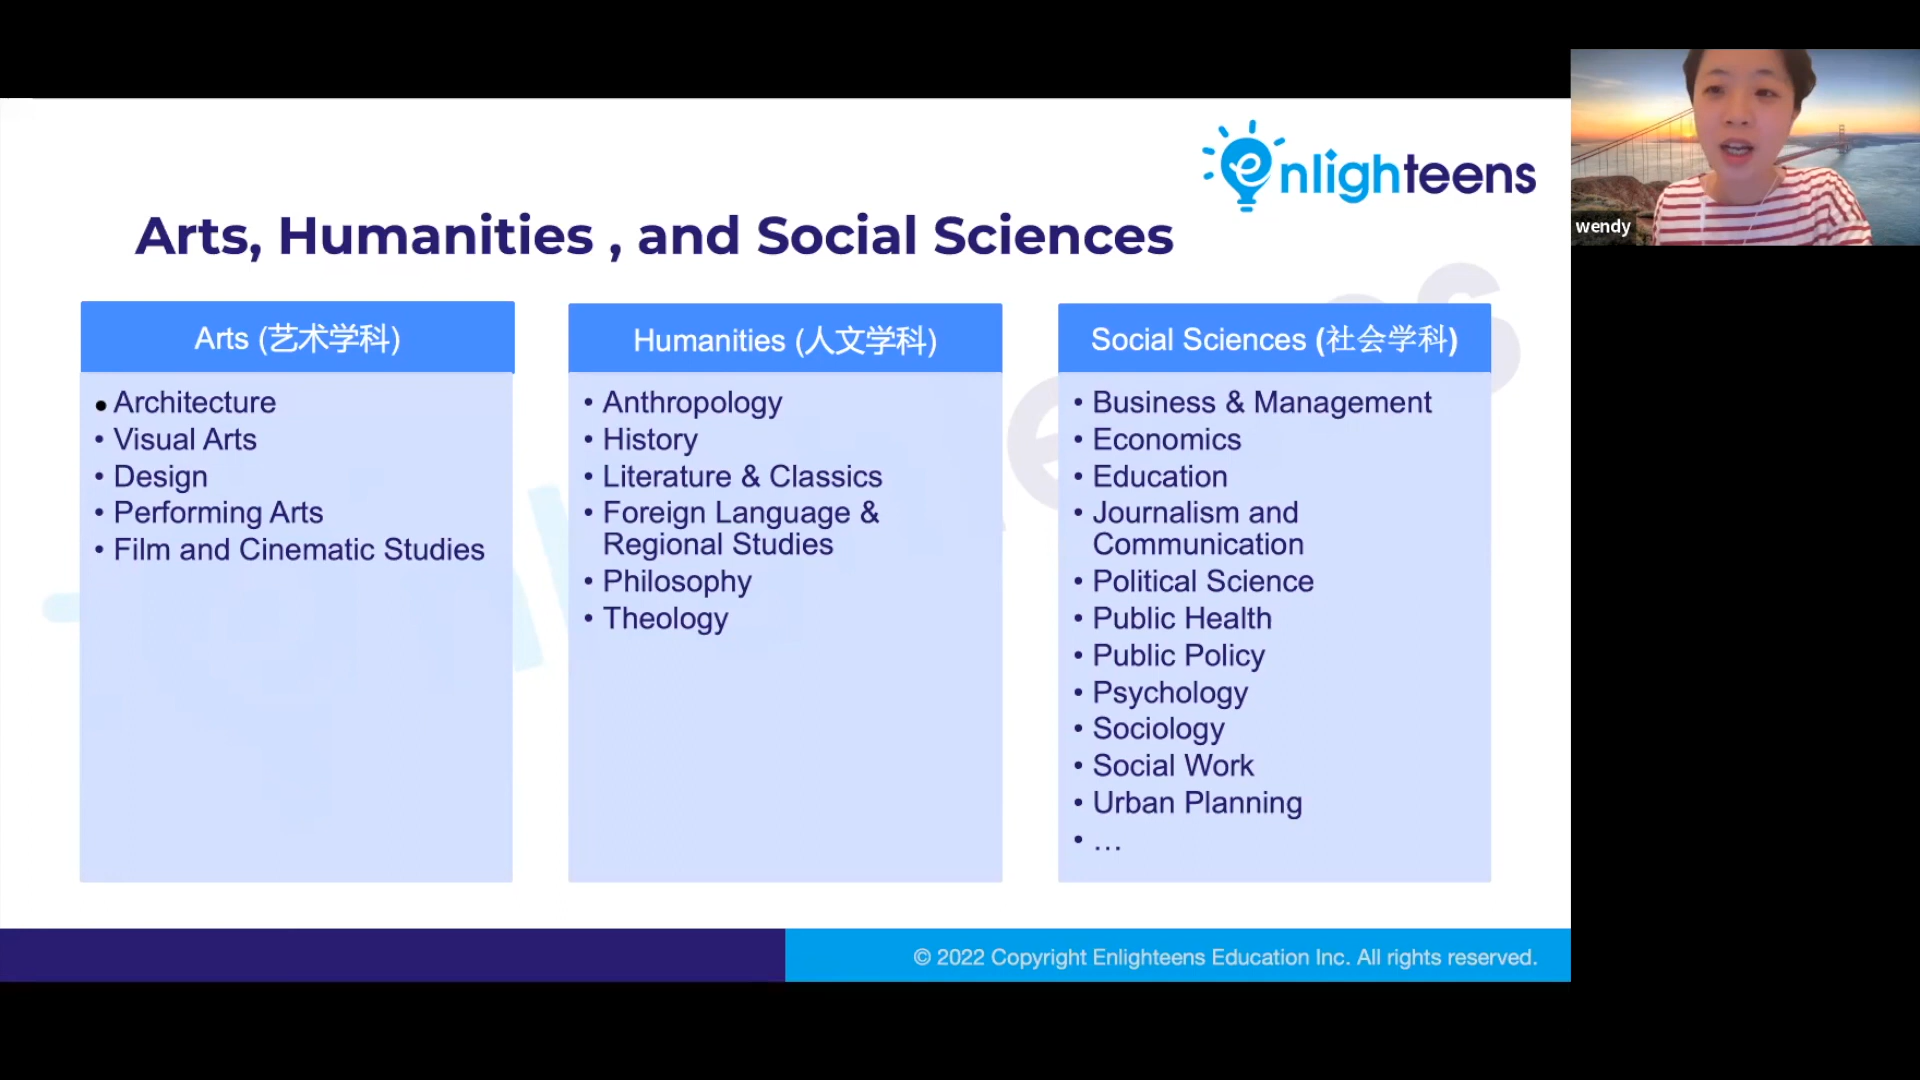 enlighteens
wendy
Arts, Humanities , and Social Sciences
Arts (艺术学科)
• Architecture
• Visual Arts
• Design
• Performing Arts
• Film and Cinematic Studies
Humanities (人文学科)
• Anthropology
• History
• Literature & Classics
• Foreign Language &
Regional Studies
• Philosophy
• Theology
Social Sciences (社会学科)
• Business & Management
• Economics
• Education
• Journalism and
Communication
• Political Science
• Public Health
• Public Policy
• Psychology
• Sociology
• Social Work
• Urban Planning
• …
© 2022 Copyright Enlighteens Education Inc. All rights reserved.